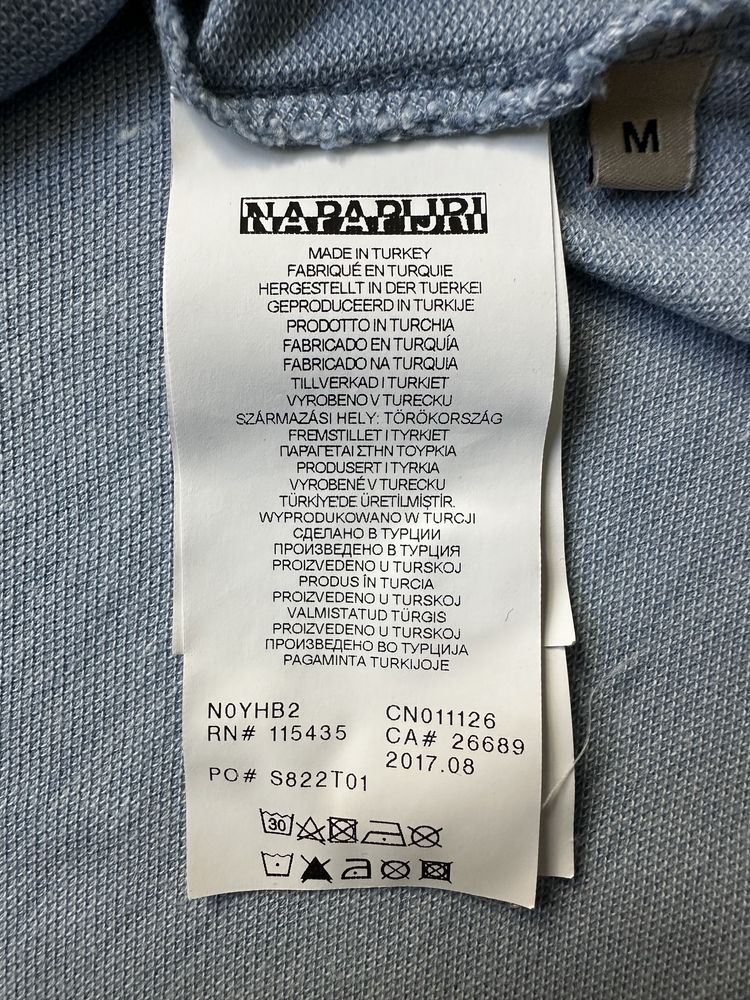 M
NAPAPIJRI
MADE IN TURKEY
FABRIQUÉ EN TURQUIE
HERGESTELLT IN DER TUERKEI
GEPRODUCEERD IN TURKIJE
PRODOTTO IN TURCHIA
FABRICADO EN TURQUÍA
FABRICADO NA TURQUIA
TILLVERKAD I TURKIET
VYROBENO V TURECKU
SZÁRMAZÁSI HELY: TÖRÖKORSZÁG
FREMSTILLET I TYRKIET
ΠΑΡΑΓΕΤΑΙ ΣΤΗΝ ΤΟΥΡΚΙΑ
PRODUSERT I TYRKIA
VYROBENÉ V TURECKU
TÜRKİYE'DE ÜRETİLMİŞTİR.
WYPRODUKOWANO W TURCJI
СДЕЛАНО В ТУРЦИИ
ПРОИЗВЕДЕНО В ТУРЦИЯ
PROIZVEDENO U TURSKOJ
PRODUS ÎN TURCIA
PROIZVEDENO U TURSKOJ
VALMISTATUD TÜRGIS
PROIZVEDENO U TURSKOJ
ПРОИЗВЕДЕНО ВО ТУРЦИЈА
PAGAMINTA TURKIJOJE
N0YHB2 CN011126
RN# 115435 CA# 26689
2017.08
PO# S822T01
30